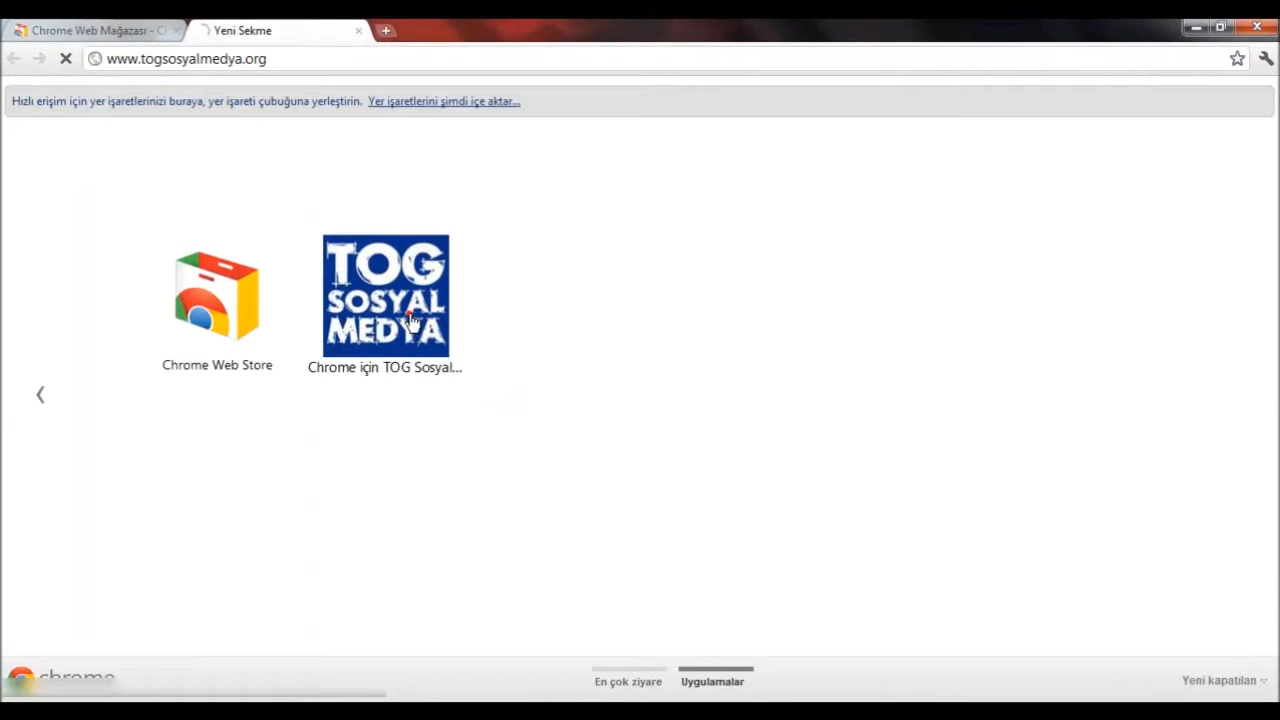 Chrome Web Mağazası - C
Yeni Sekme
www.togsosyalmedya.org
Hızlı erişim için yer işaretlerinizi buraya, yer işareti çubuğuna yerleştirin. Yer işaretlerini şimdi içe aktar...
TOG
SOSYAL
MEDYA
Chrome Web Store
Chrome için TOG Sosyal...
chrome
En çok ziyare
Uygulamalar
Yeni kapatılan